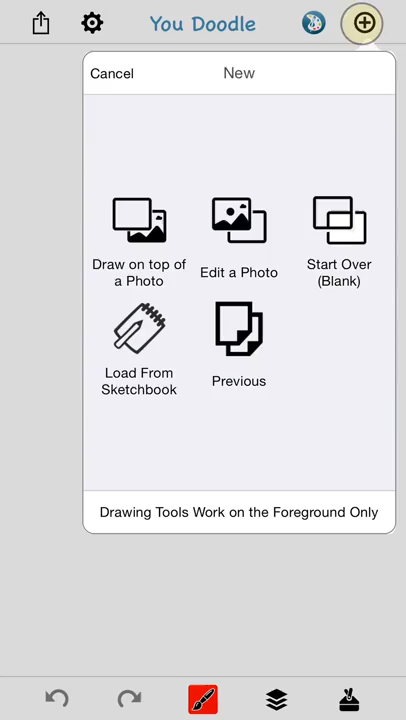 You Doodle
Cancel
New
Draw on top of
a Photo
Edit a Photo
Start Over
(Blank)
Load From
Sketchbook
Previous
Drawing Tools Work on the Foreground Only